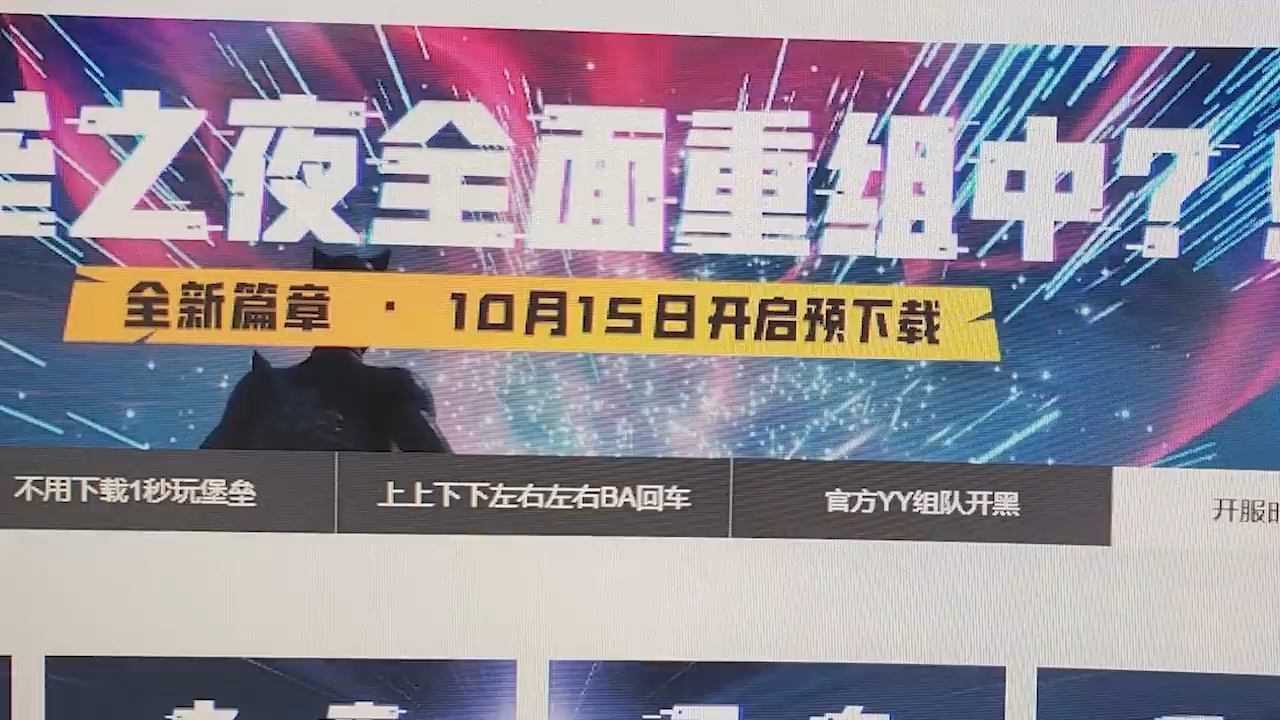 之夜全面重组中?
全新篇章 · 10月15日开启预下载
不用下载1秒玩堡垒
上上下下左右左右BA回车
官方YY组队开黑
开服